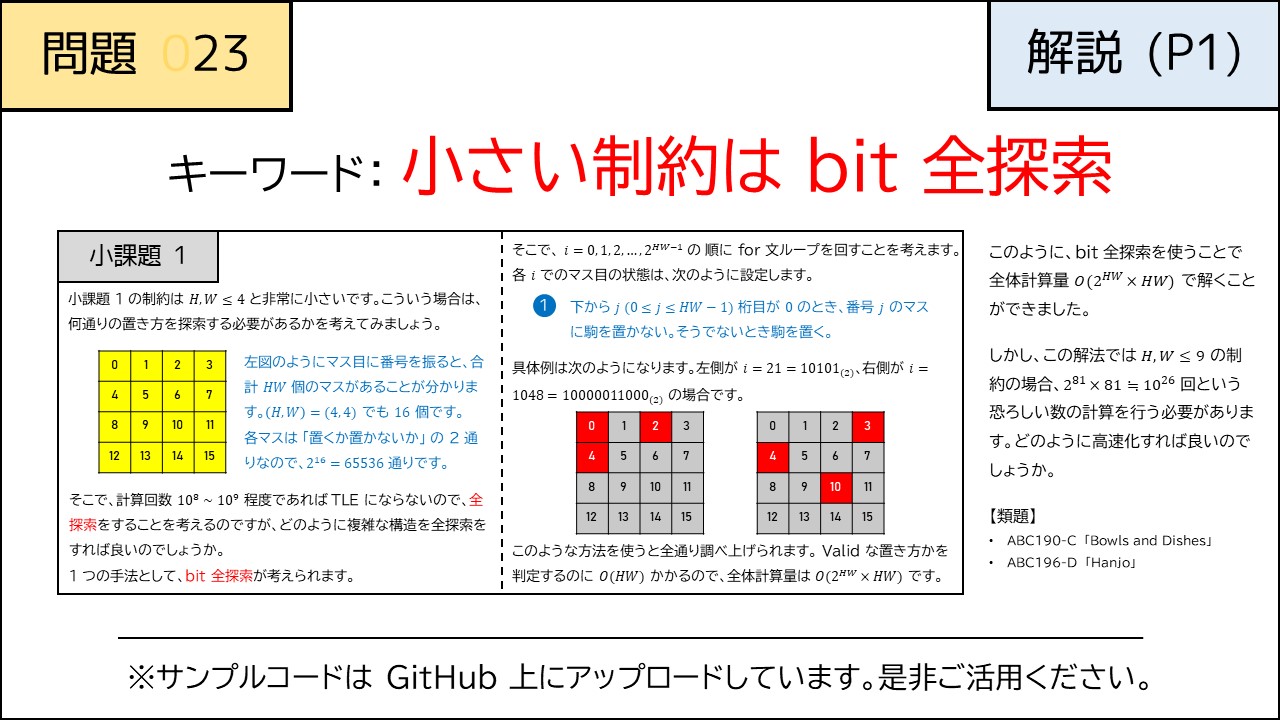 問題 023
解説 (P1)
キーワード: 小さい制約は bit 全探索
小課題 1
小課題 1 の制約は H, W ≤ 4 と非常に小さいです。こういう場合は、
何通りの置き方を探索する必要があるかを考えてみましょう。
0 1 2 3
4 5 6 7
8 9 10 11
12 13 14 15
左図のようにマス目に番号を振ると、合
計 HW 個のマスがあることが分かりま
す。(H, W) = (4, 4) でも 16 個です。
各マスは「置くか置かないか」の 2 通
りなので、2^16 = 65536 通りです。
そこで、計算回数 10^8 ~ 10^9 程度であれば TLE にならないので、全
探索をすることを考えるのですが、どのように複雑な構造を全探索を
すれば良いのでしょうか。
1 つの手法として、bit 全探索が考えられます。
そこで、 i = 0, 1, 2, ..., 2^{HW−1} の 順に for 文ループを回すことを考えます。
各 i でのマス目の状態は、次のように設定します。
1 下から j (0 ≤ j ≤ HW − 1) 桁目が 0 のとき、番号 j のマス
に駒を置かない。そうでないとき駒を置く。
具体例は次のようになります。左側が i = 21 = 10101(2)、右側が i =
1048 = 10000011000(2) の場合です。
0 1 2 3
4 5 6 7
8 9 10 11
12 13 14 15
0 1 2 3
4 5 6 7
8 9 10 11
12 13 14 15
このような方法を使うと全通り調べ上げられます。 Valid な置き方かを
判定するのに O(HW) かかるので、全体計算量は O(2^{HW} × HW) です。
このように、bit 全探索を使うことで
全体計算量 O(2^{HW} × HW) で解くこと
ができました。
しかし、この解法では H, W ≤ 9 の制
約の場合、2^81 × 81 ≒ 10^26 回という
恐ろしい数の計算を行う必要がありま
す。どのように高速化すれば良いので
しょうか。
【類題】
• ABC190-C「Bowls and Dishes」
• ABC196-D「Hanjo」
※サンプルコードは GitHub 上にアップロードしています。是非ご活用ください。